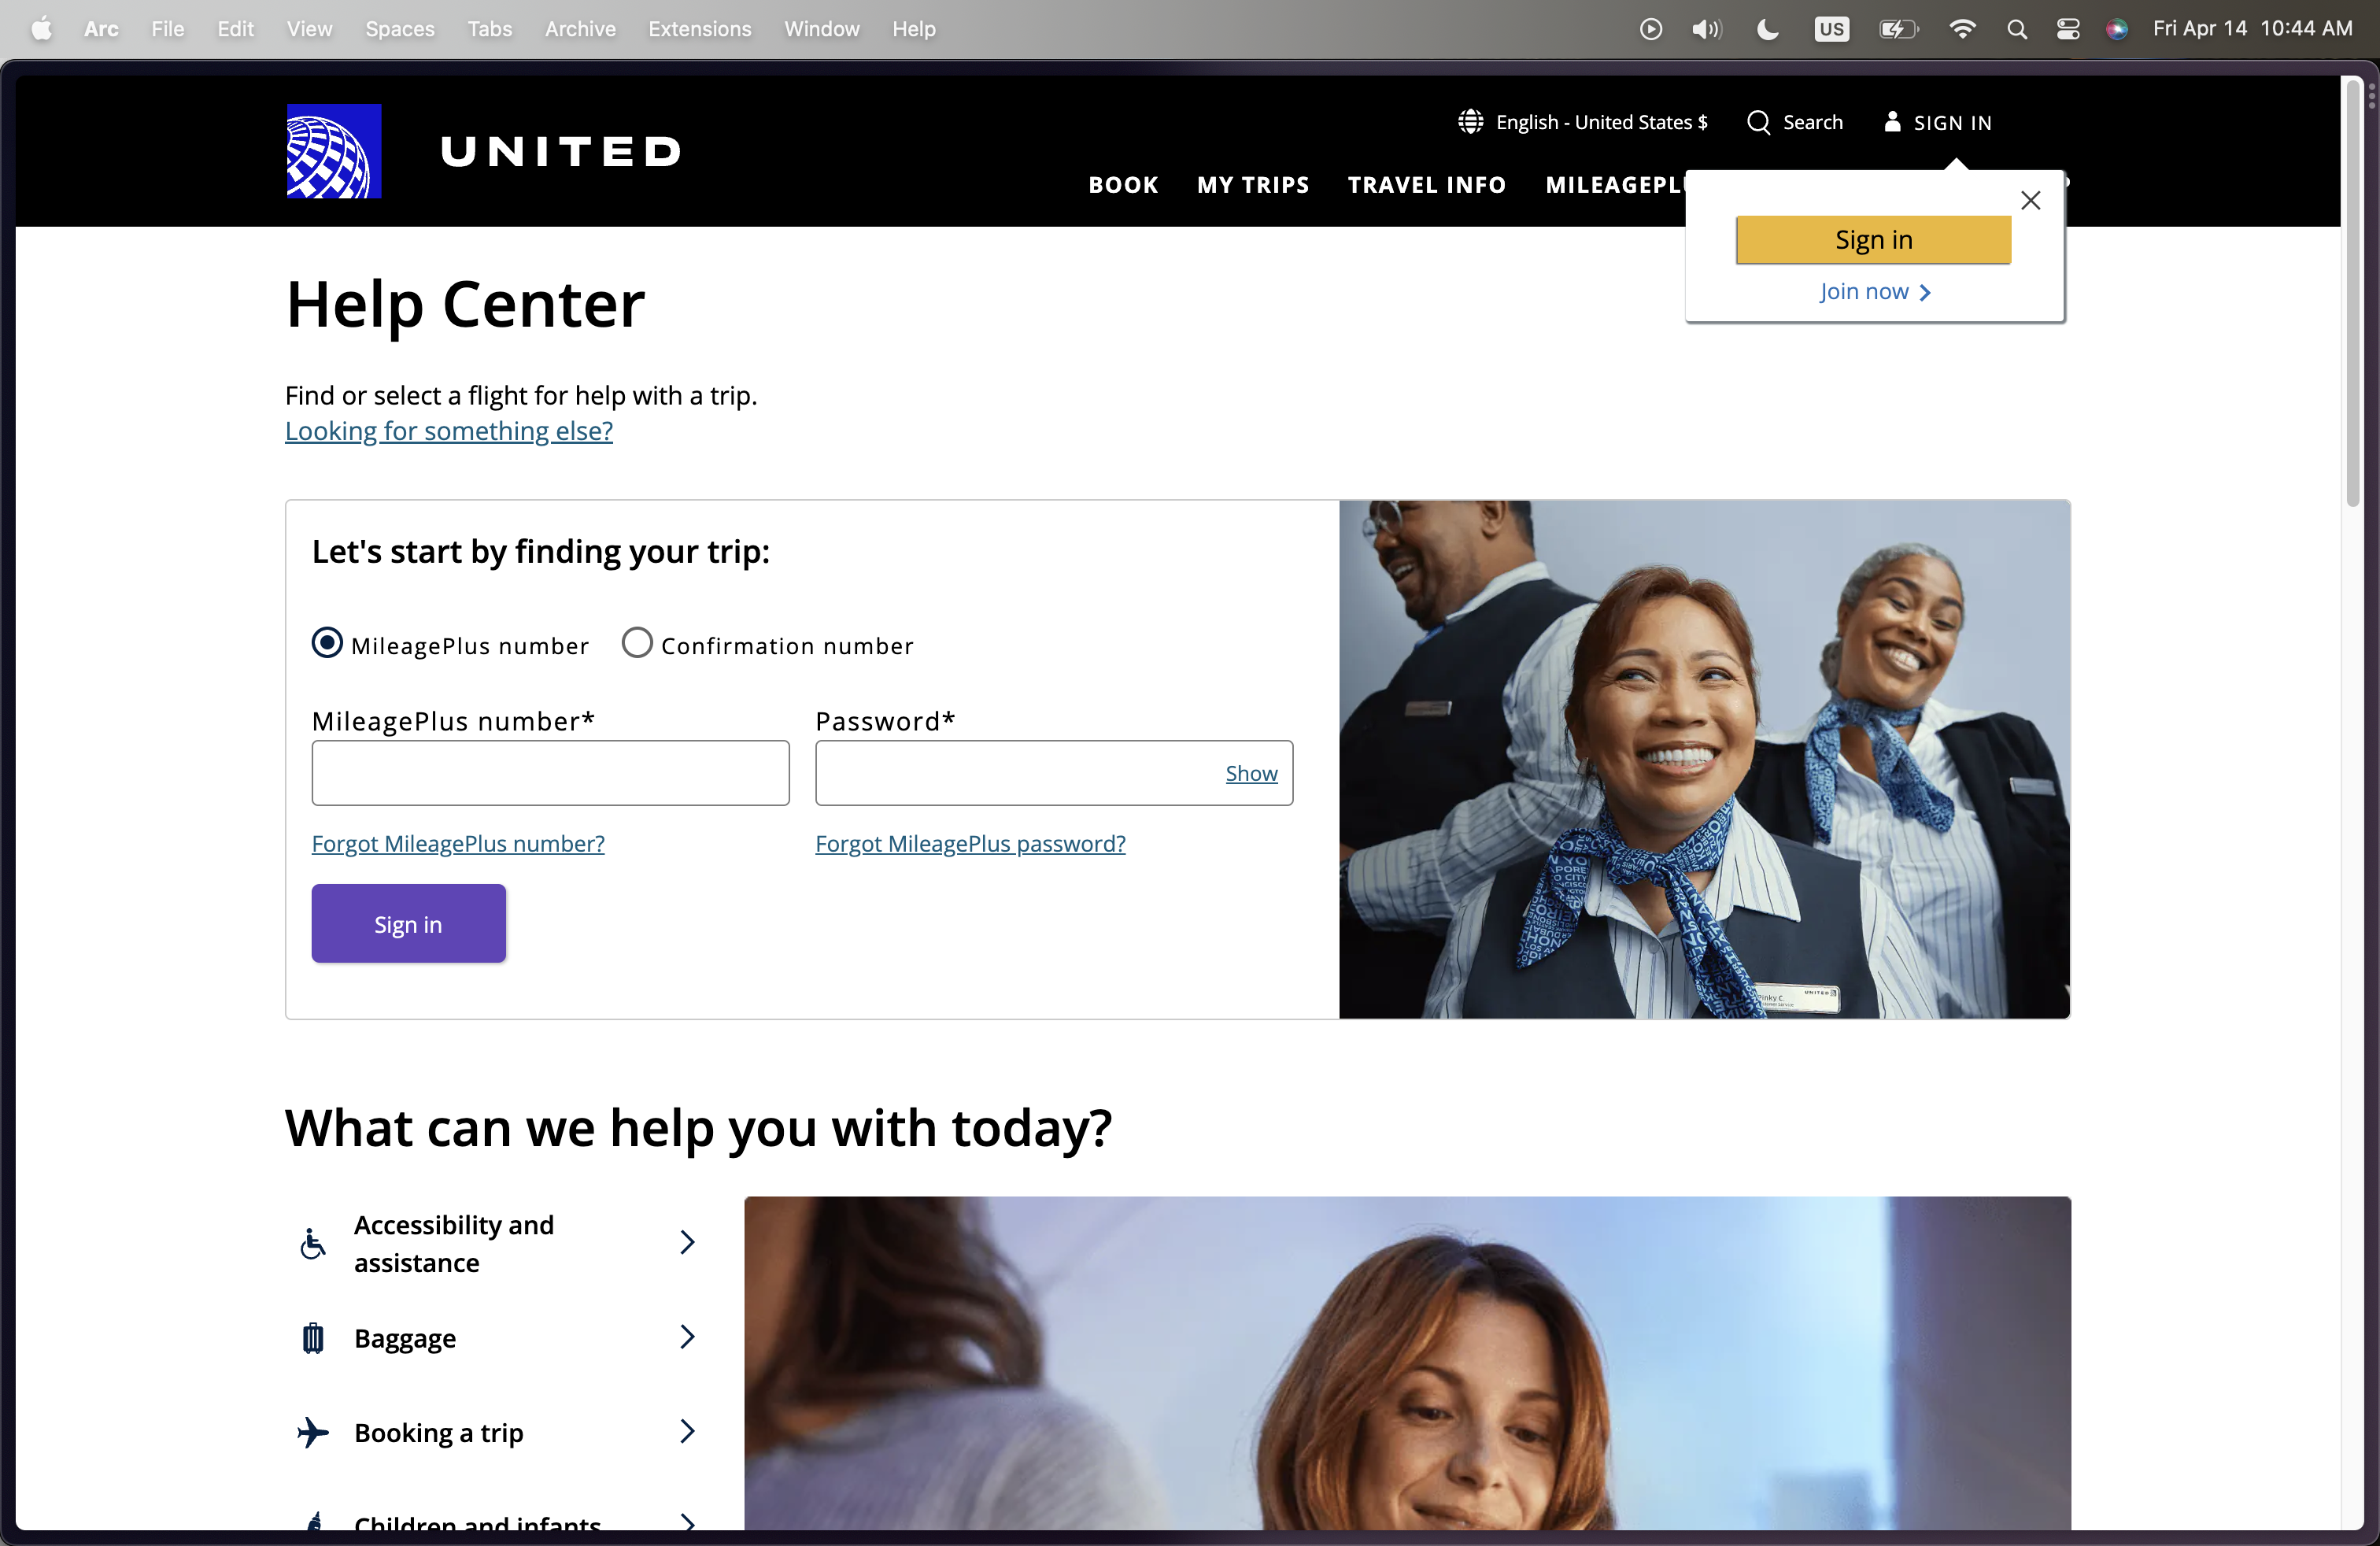 Arc File Edit View Spaces Tabs Archive Extensions Window Help US Fri Apr 14 10:44 AM
English - United States $ Search SIGN IN
UNITED
BOOK MY TRIPS TRAVEL INFO
Sign in
Join now
Help Center
Find or select a flight for help with a trip.
Looking for something else?
Let's start by finding your trip:
MileagePlus number Confirmation number
MileagePlus number* Password*
Show
Forgot MileagePlus number? Forgot MileagePlus password?
Sign in
UNITED
What can we help you with today?
Accessibility and
assistance
Baggage
Booking a trip
Children and infants